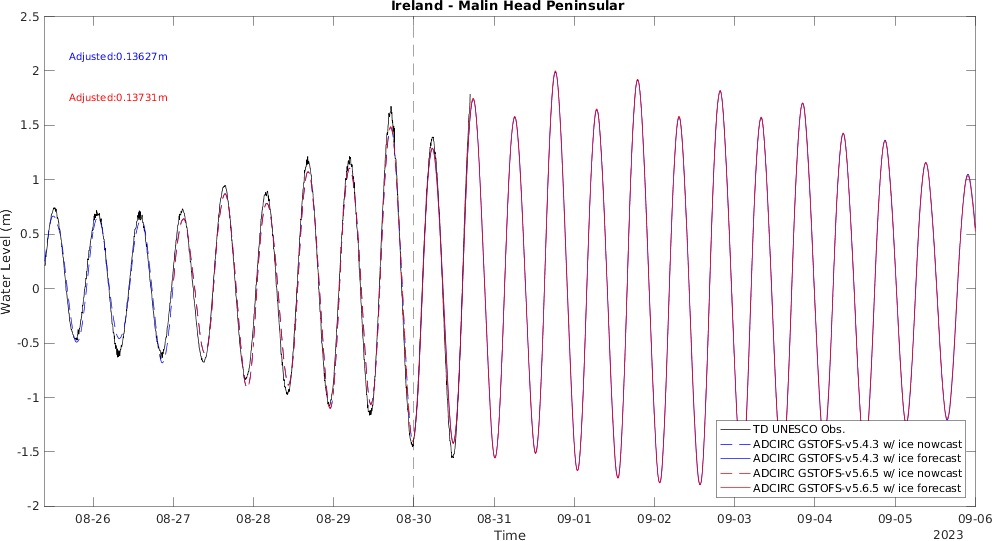 Ireland - Malin Head Peninsular
Adjusted:0.13627m
Adjusted:0.13731m
Water Level (m)
2.5
2
1.5
1
0.5
0
-0.5
-1
-1.5
-2
TD UNESCO Obs.
ADCIRC GSTOFS-v5.4.3 w/ ice nowcast
ADCIRC GSTOFS-v5.4.3 w/ ice forecast
ADCIRC GSTOFS-v5.6.5 w/ ice nowcast
ADCIRC GSTOFS-v5.6.5 w/ ice forecast
08-26 08-27 08-28 08-29 08-30 08-31 09-01 09-02 09-03 09-04 09-05 09-06
Time
2023